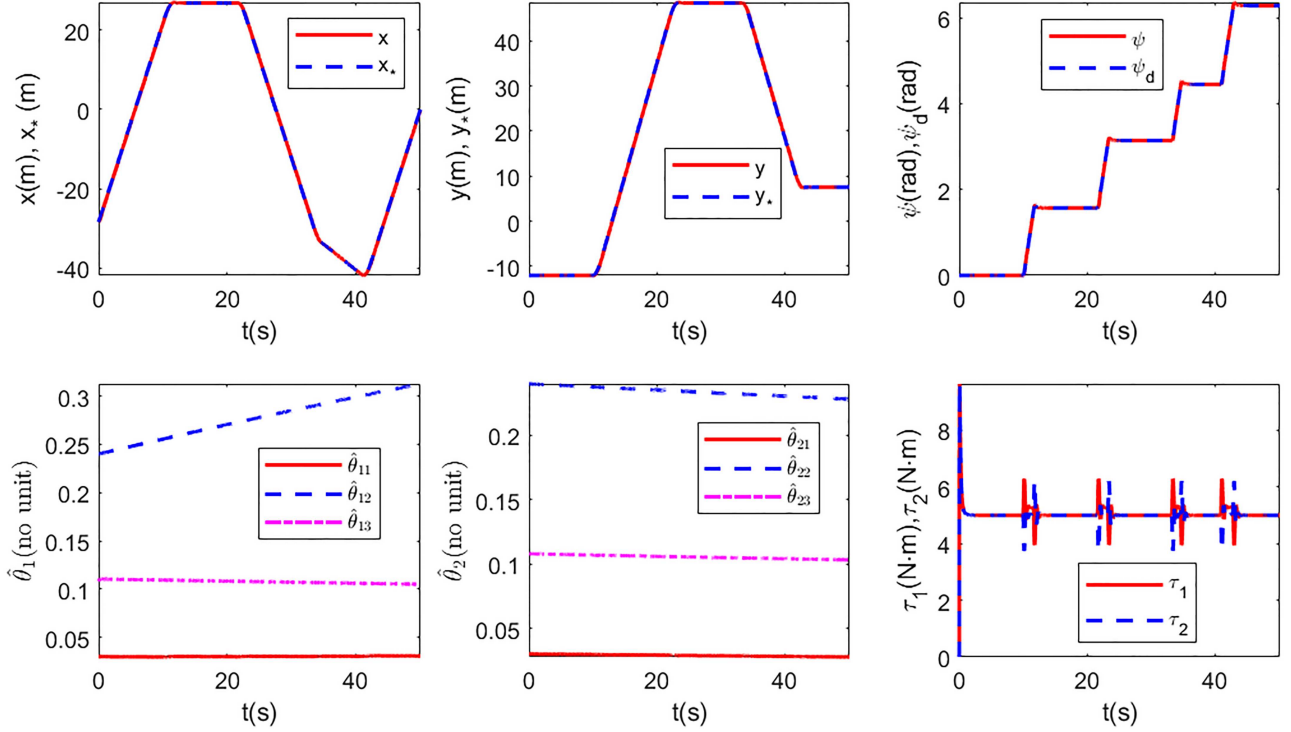 x(m), x⋆ (m)
20
0
-20
-40
0
20
40
t(s)
x
x⋆
y(m), y⋆(m)
40
30
20
10
0
-10
0
20
40
t(s)
y
y⋆
ψ(rad),ψd(rad)
6
4
2
0
0
20
40
t(s)
ψ
ψd
θ̂1(no unit)
0.3
0.25
0.2
0.15
0.1
0.05
0
20
40
t(s)
θ̂11
θ̂12
θ̂13
θ̂2(no unit)
0.2
0.15
0.1
0.05
0
20
40
t(s)
θ̂21
θ̂22
θ̂23
τ1(N·m),τ2(N·m)
8
6
4
2
0
0
20
40
t(s)
τ1
τ2